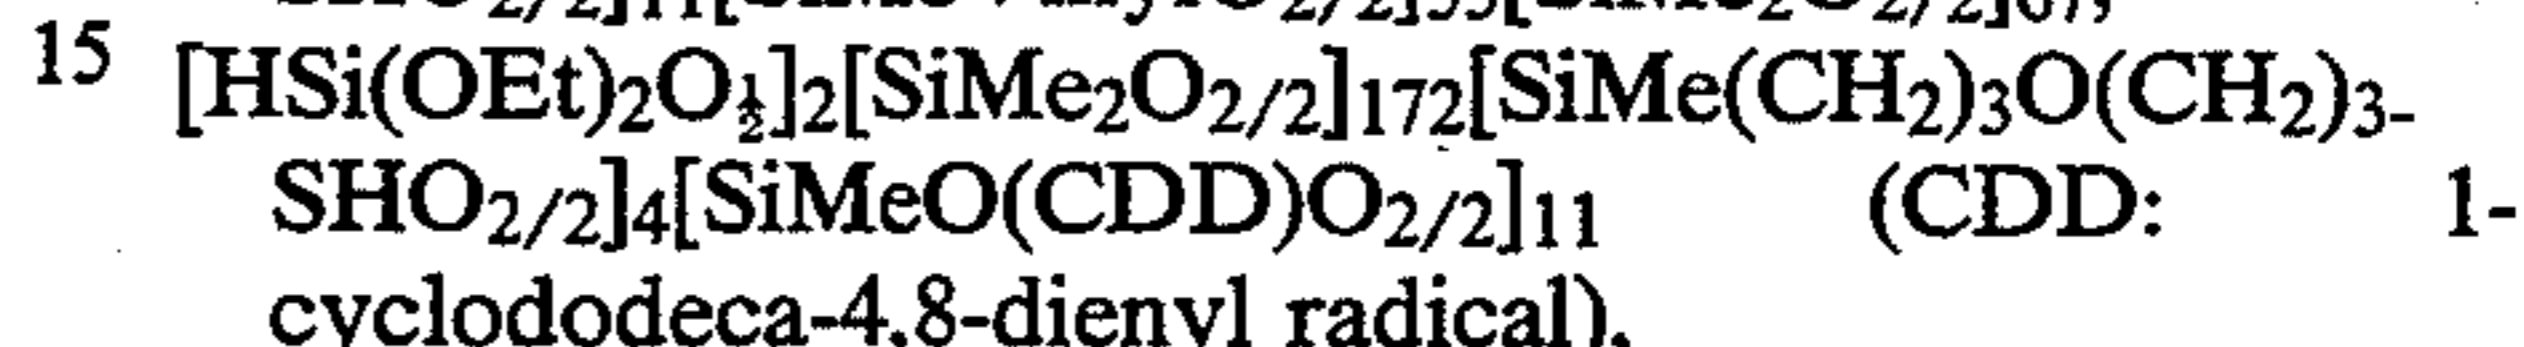 15 [HSi(OEt)₂O½]₂[SiMe₂O₂/₂]₁₇₂[SiMe(CH₂)₃O(CH₂)₃-
SHO₂/₂]₄[SiMeO(CDD)O₂/₂]₁₁ (CDD: 1-
cyclododeca-4,8-dienyl radical),